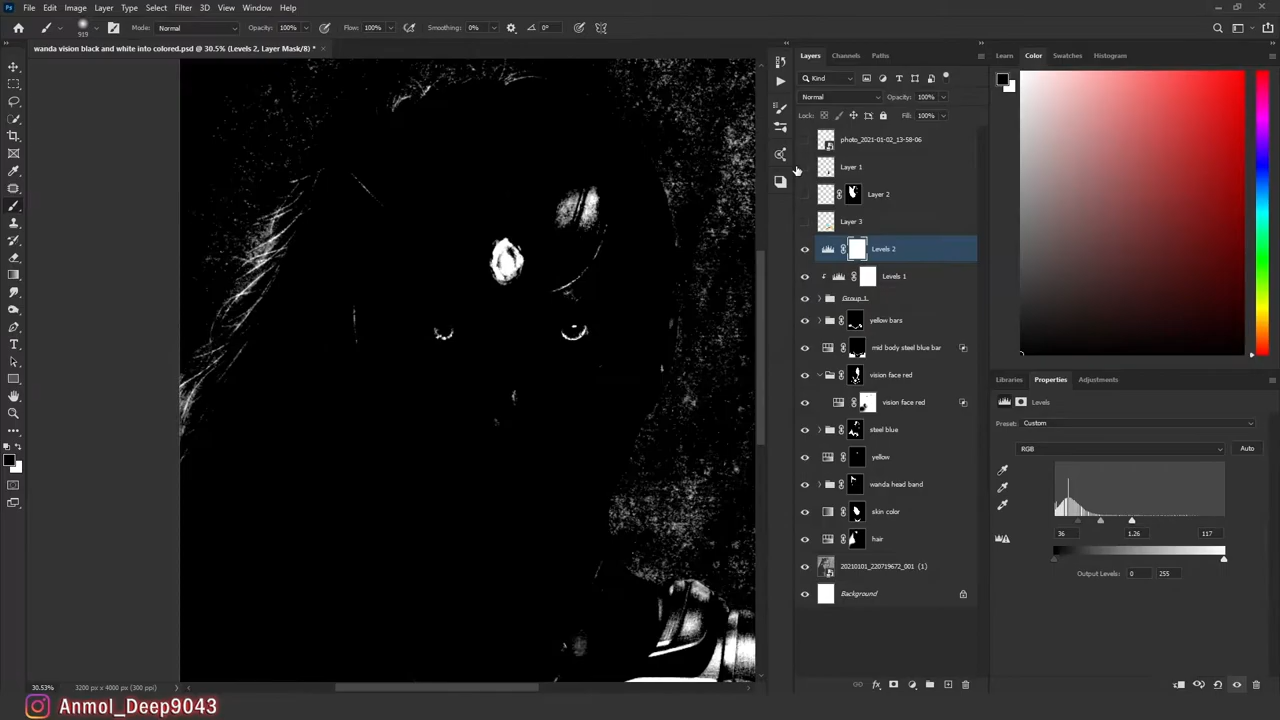 Ps File Edit Image Layer Type Select Filter 3D View Window Help
919 Mode: Normal Opacity: 100% Flow: 100% Smoothing: 0% 0°
wanda vision black and white into colored.psd @ 30.5% (Levels 2, Layer Mask/8) *
Layers Channels Paths
Learn Color Swatches Histogram
Kind
Normal Opacity: 100%
Lock: Fill: 100%
photo_2021-01-02_13-58-06
Layer 1
Layer 2
Layer 3
Levels 2
Levels 1
Group 1
yellow bars
mid body steel blue bar
vision face red
vision face red
steel blue
yellow
wanda head band
skin color
hair
20210101_220719672_001 (1)
Background
Libraries Properties Adjustments
Levels
Preset: Custom
RGB Auto
36 1.26 117
Output Levels: 0 255
30.53% 3200 px x 4000 px (300 ppi)
Anmol_Deep9043